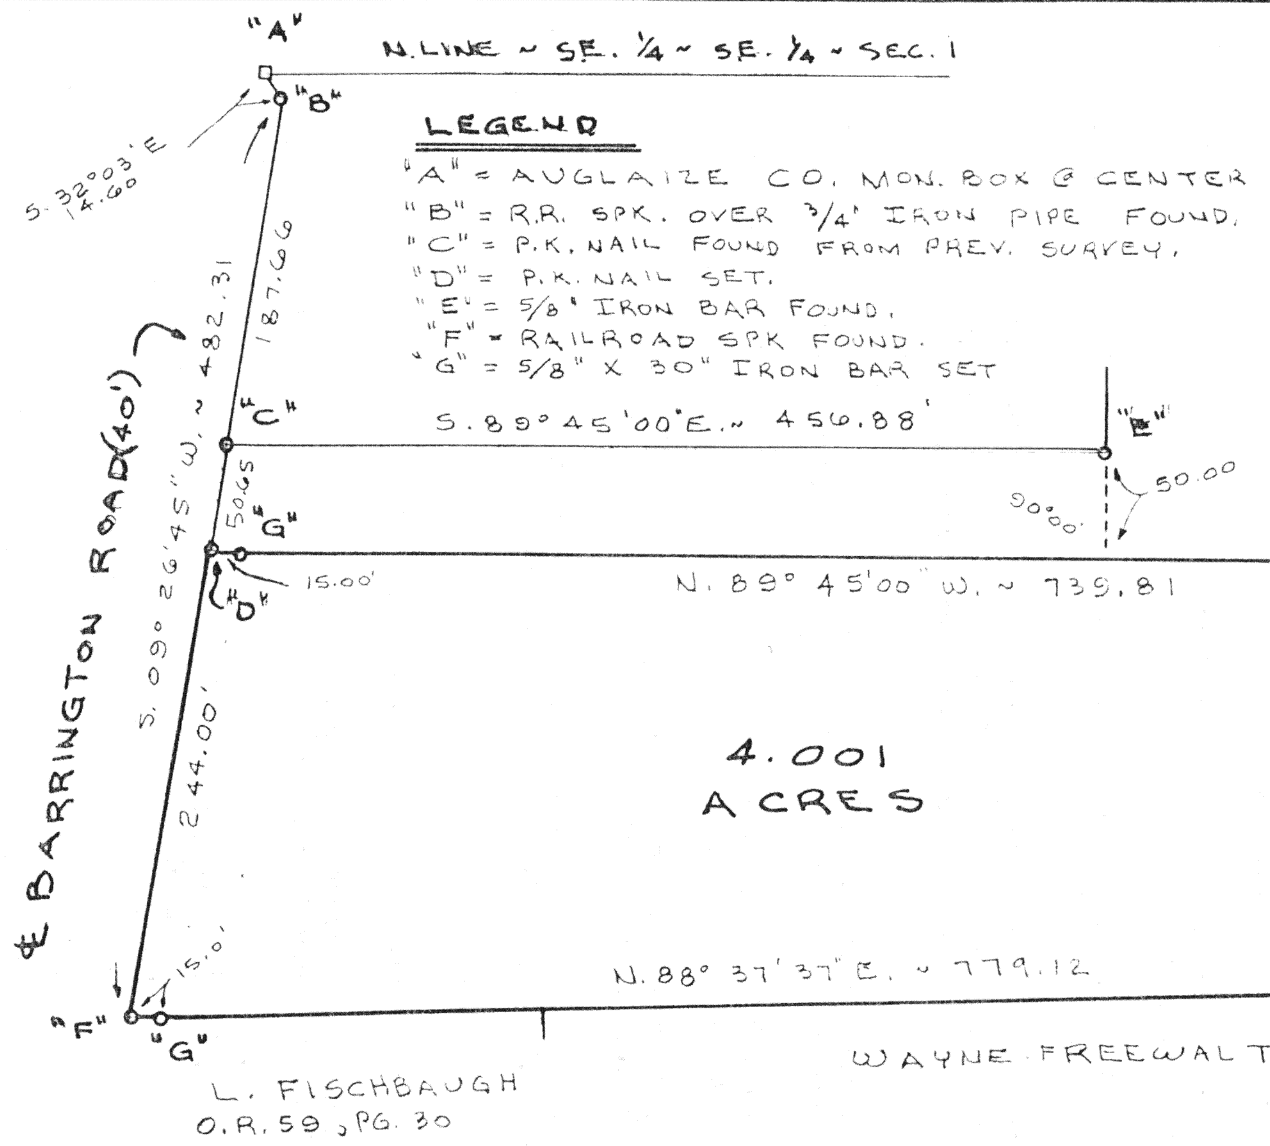 "A"
N. LINE ~ SE. 1/4 ~ SE. 1/4 ~ SEC. 1
"B"
S. 32°03' E
14.60
LEGEND
"A" = AUGLAIZE CO. MON. BOX @ CENTER
"B" = R.R. SPK. OVER 3/4" IRON PIPE FOUND.
"C" = P.K. NAIL FOUND FROM PREV. SURVEY.
"D" = P.K. NAIL SET.
"E" = 5/8" IRON BAR FOUND.
"F" = RAILROAD SPK FOUND.
"G" = 5/8" X 30" IRON BAR SET
187.66
S. 09° 26'45" W. ~ 482.31
℄ BARRINGTON ROAD (40')
"C"
S. 89° 45'00" E. ~ 456.88'
"E"
50.65
90°00'
50.00
"G"
15.00'
"D"
N. 89° 45'00" W. ~ 739.81
244.00'
4.001
ACRES
15.0'
N. 88° 37'37" E. ~ 779.12
"F"
"G"
WAYNE FREEWALT
L. FISCHBAUGH
O.R. 59, PG. 30